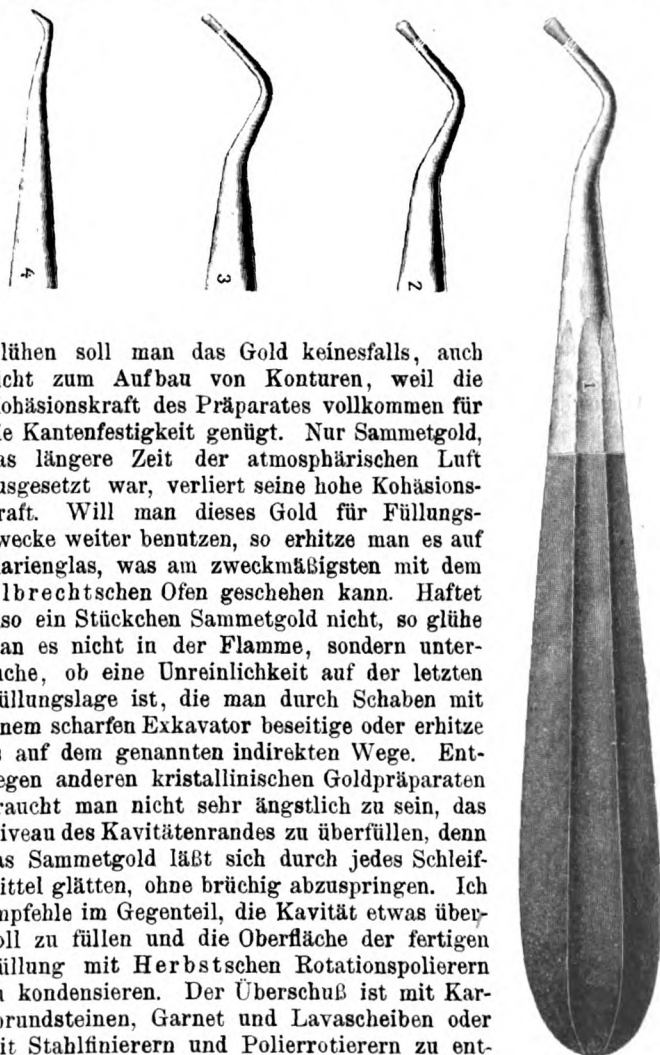 4
3
2
1
lühen soll man das Gold keinesfalls, auch
icht zum Aufbau von Konturen, weil die
ohäsionskraft des Präparates vollkommen für
ie Kantenfestigkeit genügt. Nur Sammetgold,
as längere Zeit der atmosphärischen Luft
usgesetzt war, verliert seine hohe Kohäsions-
raft. Will man dieses Gold für Füllungs-
wecke weiter benutzen, so erhitze man es auf
arienglas, was am zweckmäßigsten mit dem
lbrechtschen Ofen geschehen kann. Haftet
so ein Stückchen Sammetgold nicht, so glühe
an es nicht in der Flamme, sondern unter-
uche, ob eine Unreinlichkeit auf der letzten
üllungslage ist, die man durch Schaben mit
nem scharfen Exkavator beseitige oder erhitze
s auf dem genannten indirekten Wege. Ent-
egen anderen kristallinischen Goldpräparaten
raucht man nicht sehr ängstlich zu sein, das
iveau des Kavitätenrandes zu überfüllen, denn
as Sammetgold läßt sich durch jedes Schleif-
ittel glätten, ohne brüchig abzuspringen. Ich
mpfehle im Gegenteil, die Kavität etwas über-
oll zu füllen und die Oberfläche der fertigen
üllung mit Herbstschen Rotationspolierern
u kondensieren. Der Überschuß ist mit Kar-
orundsteinen, Garnet und Lavascheiben oder
it Stahlfinierern und Polierrotierern zu ent-